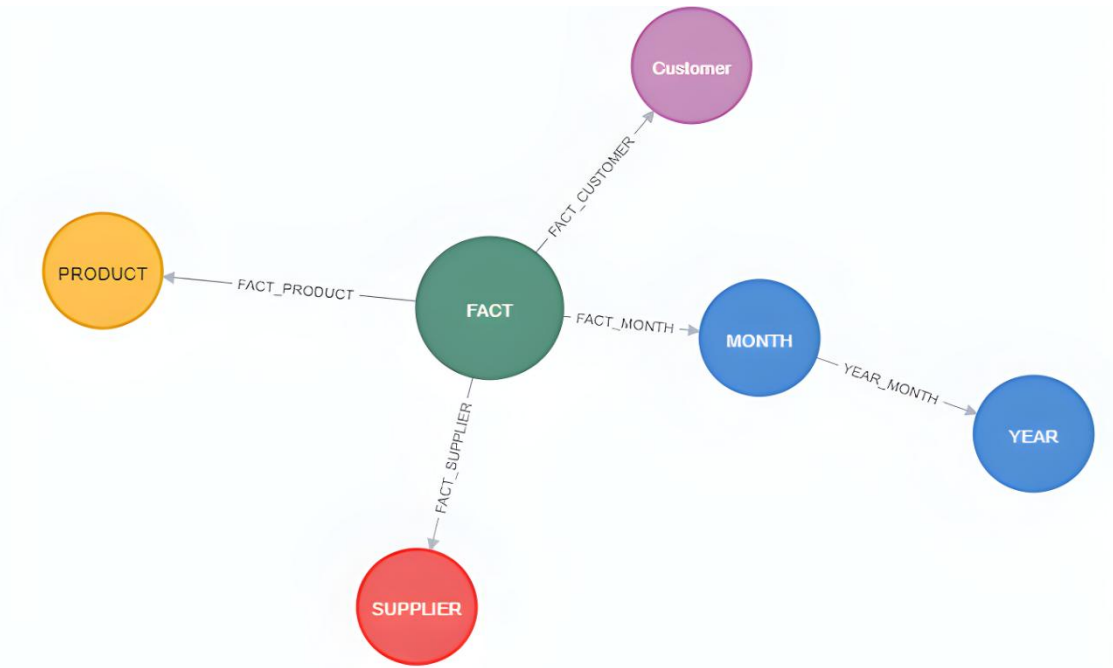 Customer
FACT_CUSTOMER
PRODUCT
FACT_PRODUCT
FACT
FACT_MONTH
MONTH
YEAR_MONTH
YEAR
FACT_SUPPLIER
SUPPLIER